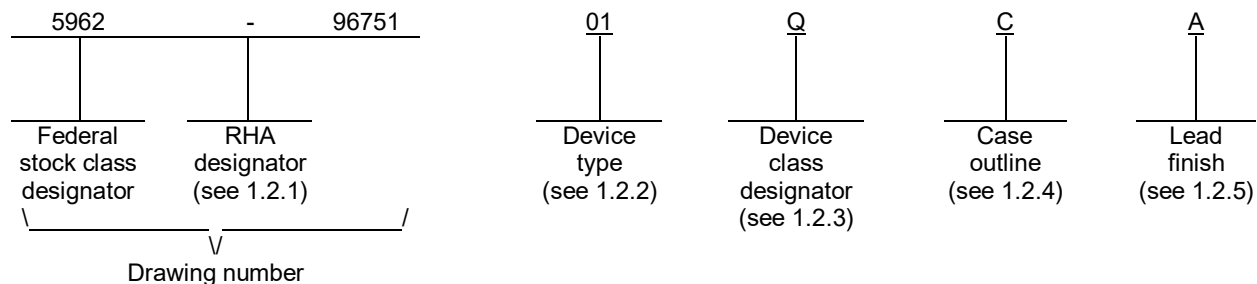 5962 - 96751 01 Q C A
Federal stock class designator
RHA designator (see 1.2.1)
Device type (see 1.2.2)
Device class designator (see 1.2.3)
Case outline (see 1.2.4)
Lead finish (see 1.2.5)
\ / \/
Drawing number